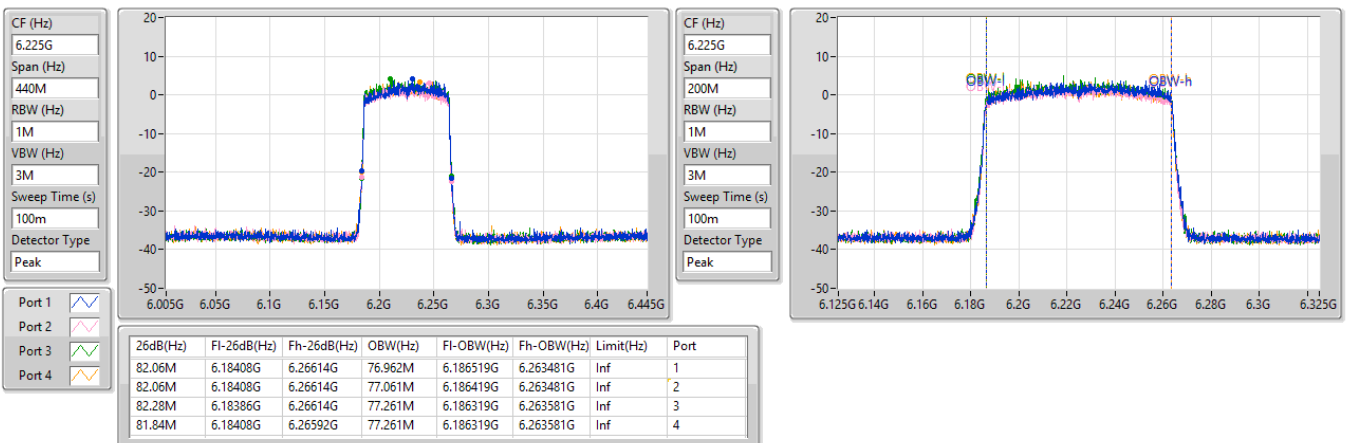 CF (Hz)
6.225G
Span (Hz)
440M
RBW (Hz)
1M
VBW (Hz)
3M
Sweep Time (s)
100m
Detector Type
Peak
20
10
0
-10
-20
-30
-40
-50
6.005G 6.05G 6.1G 6.15G 6.2G 6.25G 6.3G 6.35G 6.4G 6.445G
CF (Hz)
6.225G
Span (Hz)
200M
RBW (Hz)
1M
VBW (Hz)
3M
Sweep Time (s)
100m
Detector Type
Peak
20
10
0
-10
-20
-30
-40
-50
OBW-l OBW-h
6.125G 6.14G 6.16G 6.18G 6.2G 6.22G 6.24G 6.26G 6.28G 6.3G 6.325G
Port 1
Port 2
Port 3
Port 4
26dB(Hz) Fl-26dB(Hz) Fh-26dB(Hz) OBW(Hz) Fl-OBW(Hz) Fh-OBW(Hz) Limit(Hz) Port
82.06M 6.18408G 6.26614G 76.962M 6.186519G 6.263481G Inf 1
82.06M 6.18408G 6.26614G 77.061M 6.186419G 6.263481G Inf 2
82.28M 6.18386G 6.26614G 77.261M 6.186319G 6.263581G Inf 3
81.84M 6.18408G 6.26592G 77.261M 6.186319G 6.263581G Inf 4